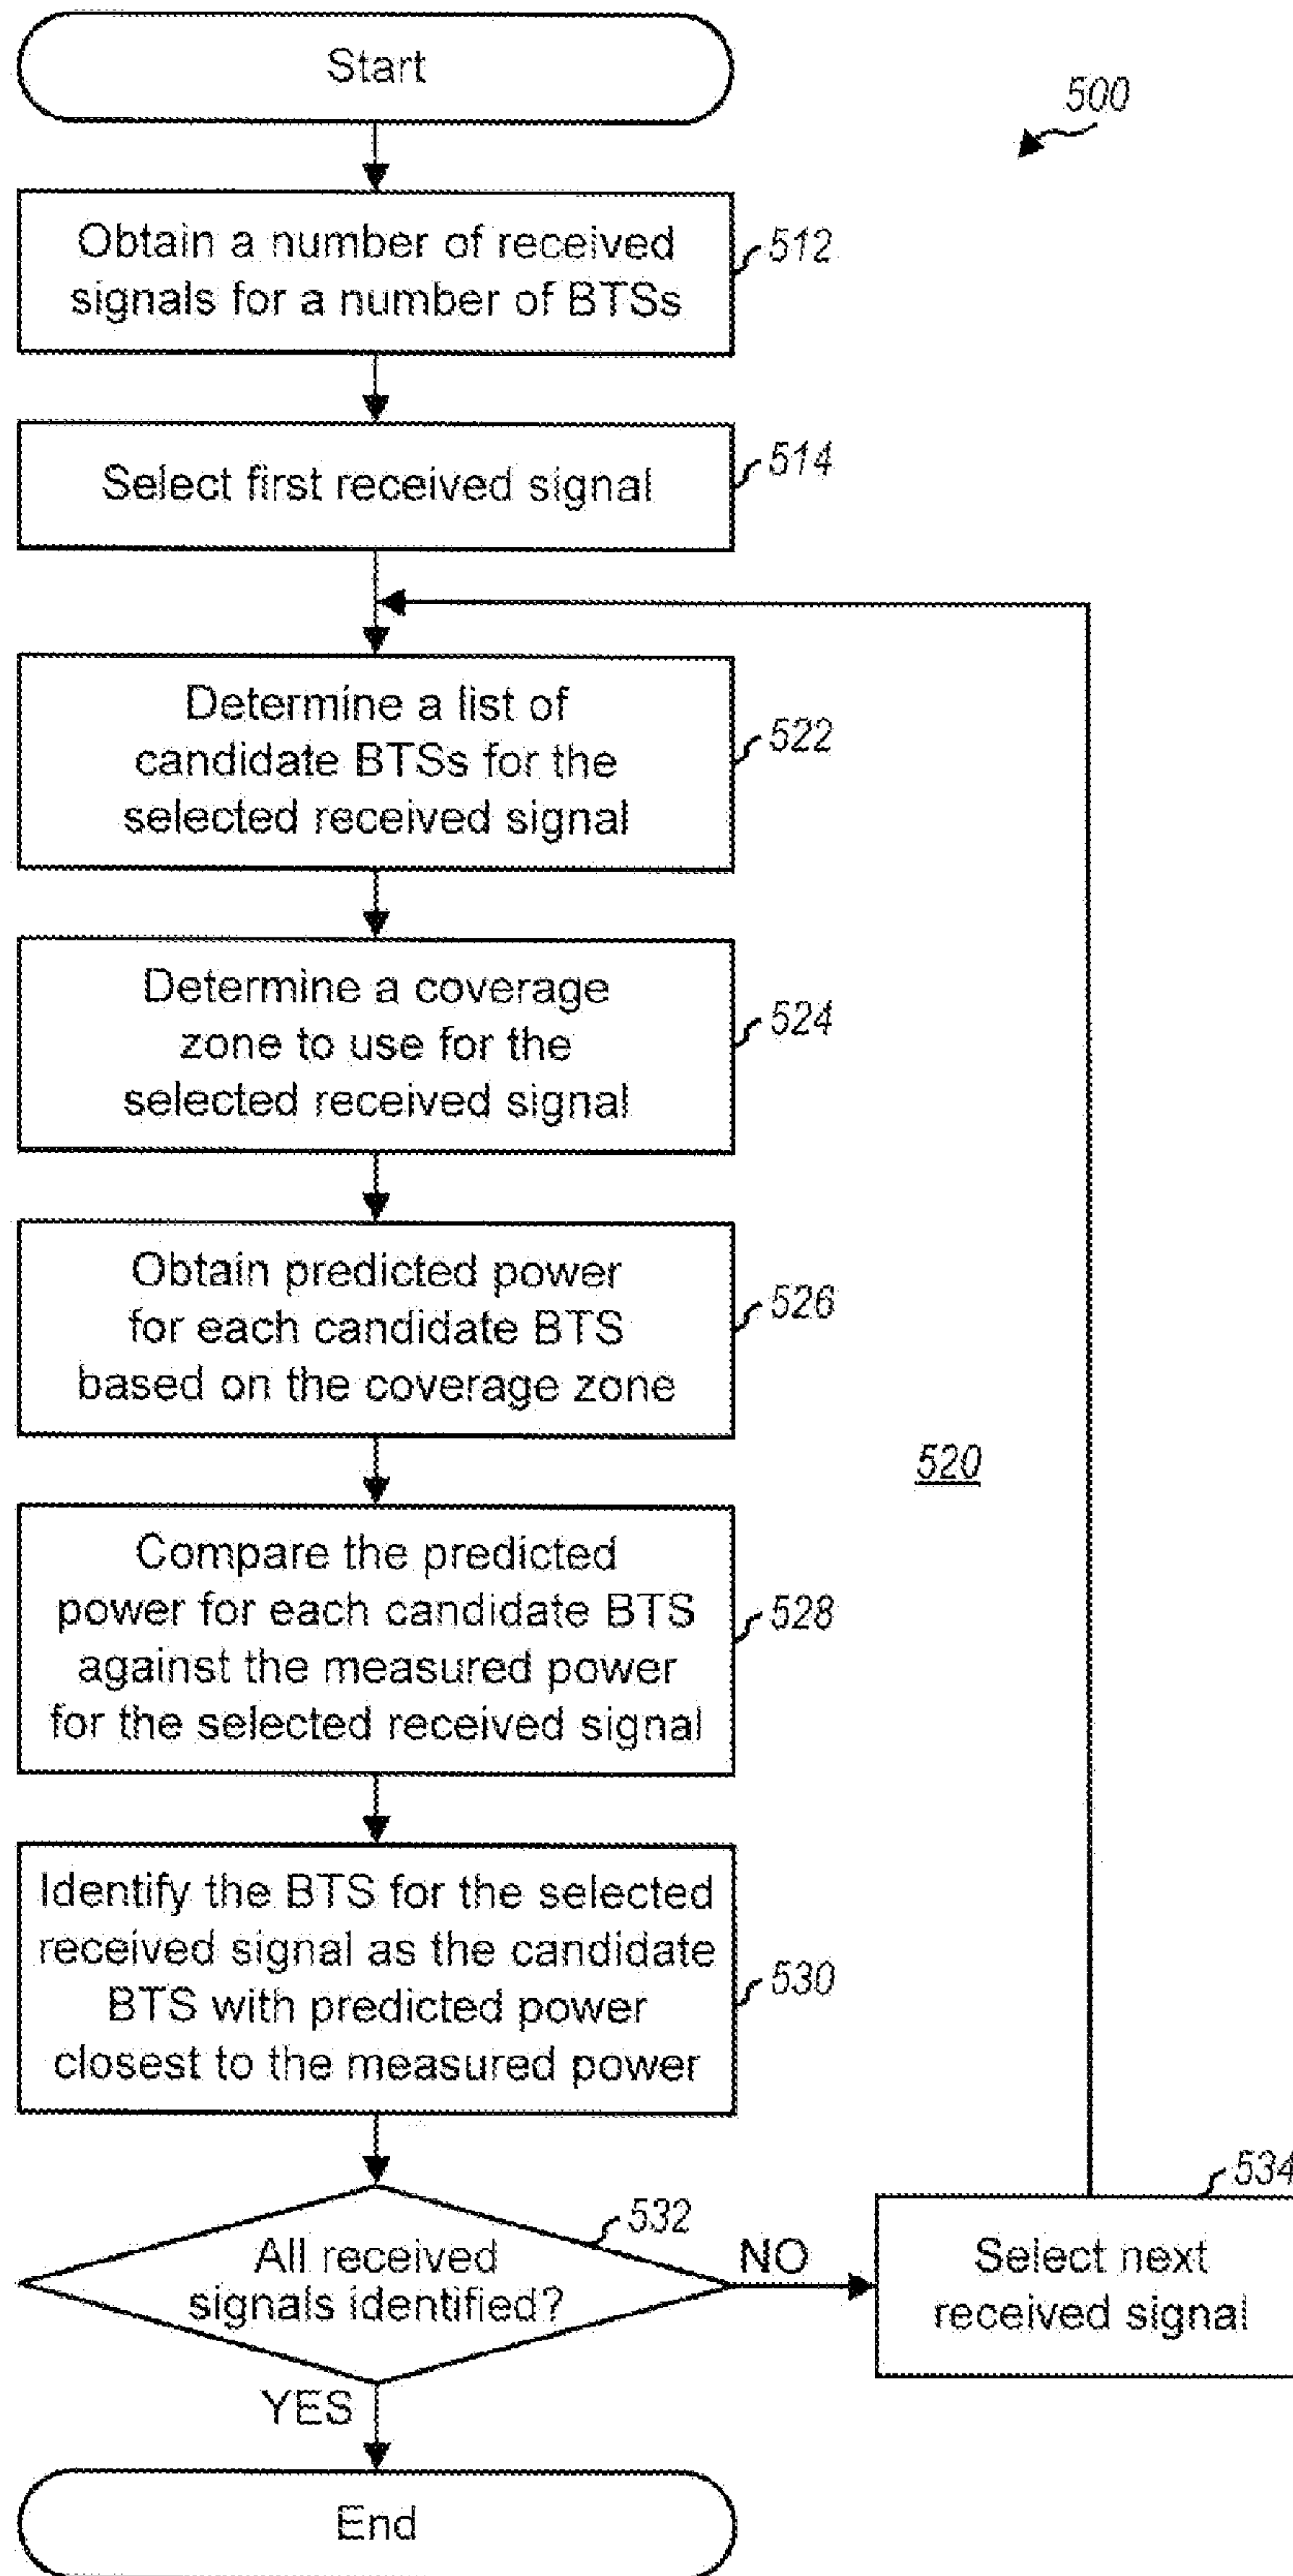 Start
500
Obtain a number of received
signals for a number of BTSs
512
Select first received signal
514
Determine a list of
candidate BTSs for the
selected received signal
522
Determine a coverage
zone to use for the
selected received signal
524
Obtain predicted power
for each candidate BTS
based on the coverage zone
526
520
Compare the predicted
power for each candidate BTS
against the measured power
for the selected received signal
528
Identify the BTS for the selected
received signal as the candidate
BTS with predicted power
closest to the measured power
530
All received
signals identified?
532
NO
Select next
received signal
534
YES
End